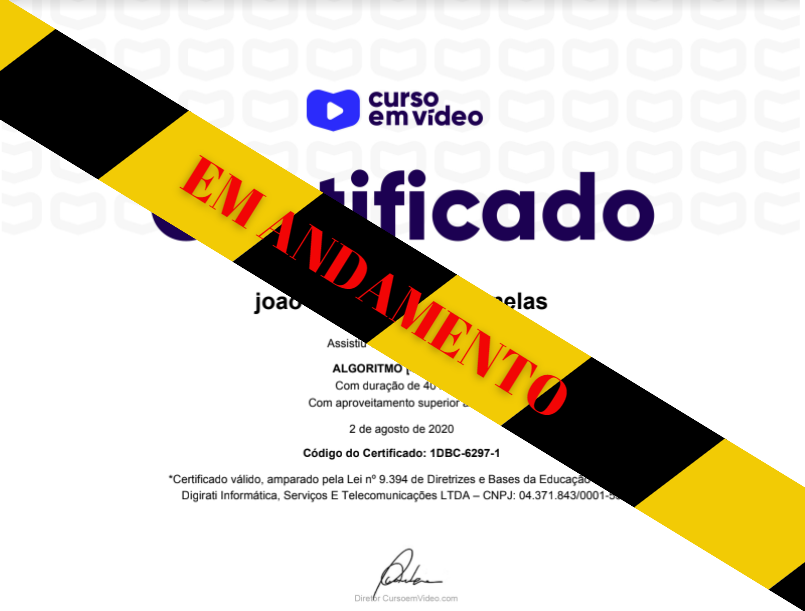 curso
em vídeo
EM ANDAMENTO
joao
Assistiu
ALGORITMO [
Com duração de 40
Com aproveitamento superior a
2 de agosto de 2020
Código do Certificado: 1DBC-6297-1
*Certificado válido, amparado pela Lei nº 9.394 de Diretrizes e Bases da Educação
Digirati Informática, Serviços E Telecomunicações LTDA – CNPJ: 04.371.843/0001-5
Diretor CursoemVideo.com